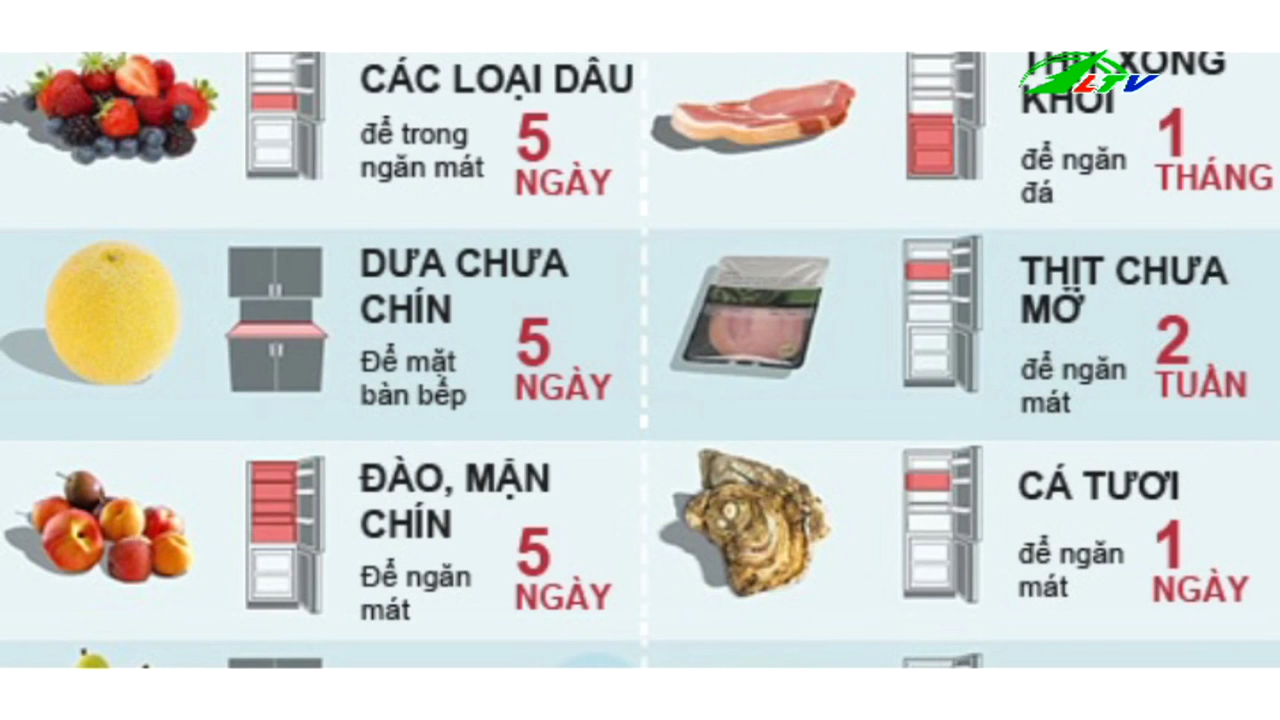 CÁC LOẠI DÂU
để trong
ngăn mát
5
NGÀY
XÔNG
KHÓI
để ngăn
đá
1
THÁNG
LTV
DƯA CHƯA
CHÍN
Để mặt
bàn bếp
5
NGÀY
THỊT CHƯA
MỞ
để ngăn
mát
2
TUẦN
ĐÀO, MẬN
CHÍN
Để ngăn
mát
5
NGÀY
CÁ TƯƠI
để ngăn
mát
1
NGÀY